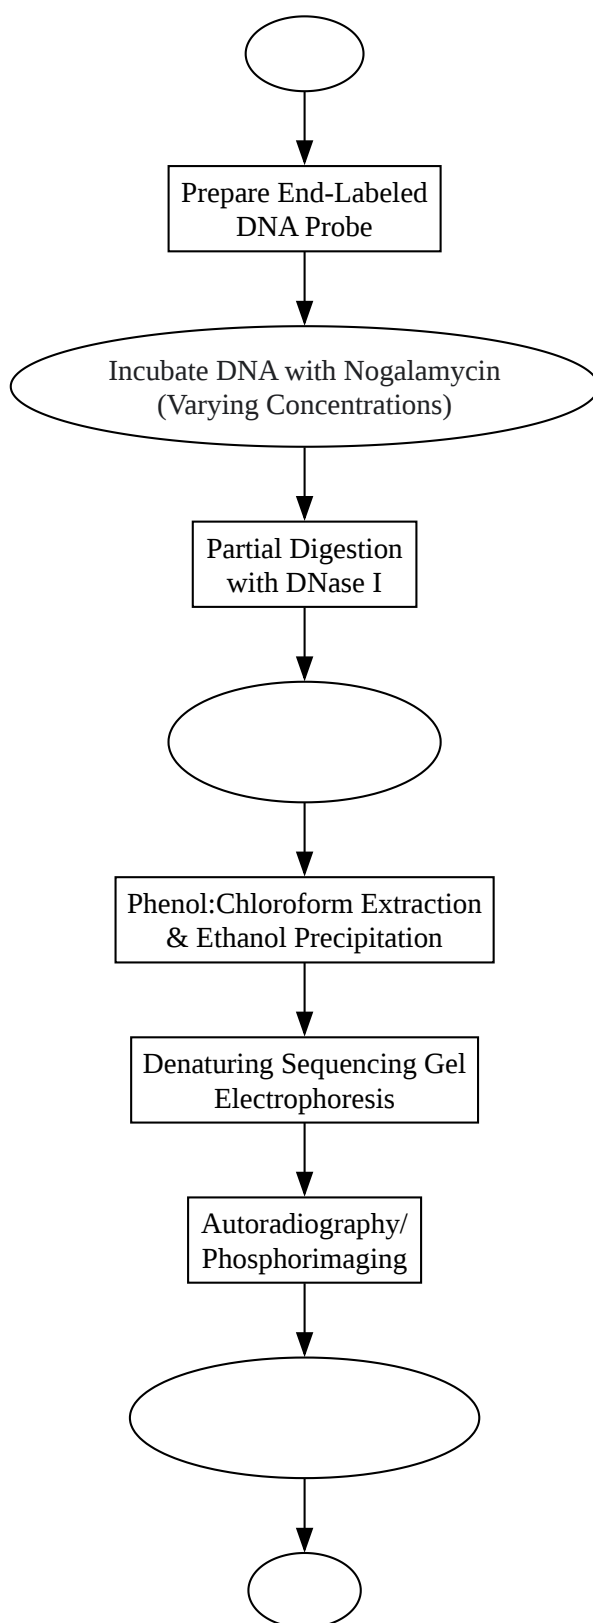 Prepare End-Labeled
DNA Probe
Incubate DNA with Nogalamycin
(Varying Concentrations)
Partial Digestion
with DNase I
Phenol:Chloroform Extraction
& Ethanol Precipitation
Denaturing Sequencing Gel
Electrophoresis
Autoradiography/
Phosphorimaging